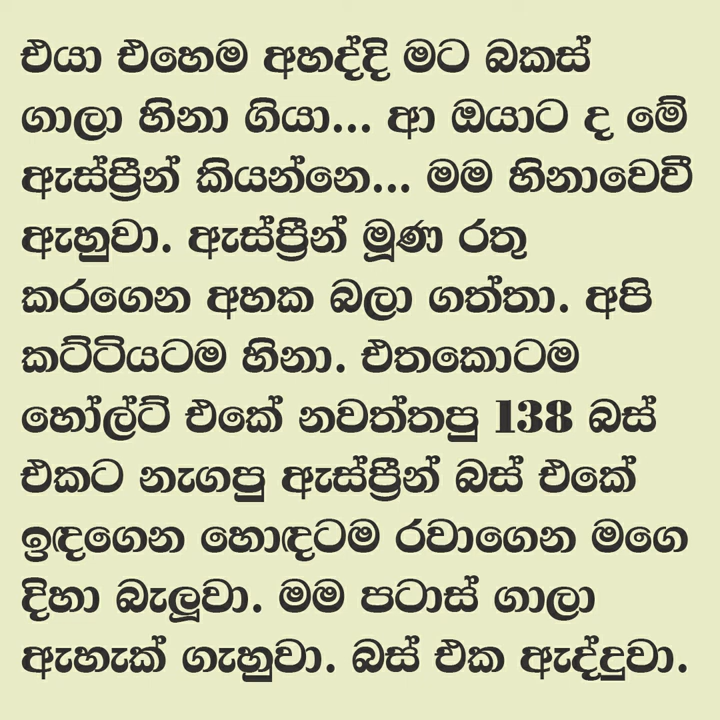 එයා එහෙම අහද්දි මට බකස්
ගාලා හිනා ගියා... ආ ඔයාට ද මේ
ඇස්ප්‍රීන් කියන්නෙ... මම හිනාවෙවී
ඇහුවා. ඇස්ප්‍රීන් මූණ රතු
කරගෙන අහක බලා ගත්තා. අපි
කට්ටියටම හිනා. එතකොටම
හෝල්ට් එකේ නවත්තපු 138 බස්
එකට නැගපු ඇස්ප්‍රීන් බස් එකේ
ඉඳගෙන හොඳටම රවාගෙන මගෙ
දිහා බැලූවා. මම පටාස් ගාලා
ඇහැක් ගැහුවා. බස් එක ඇද්දුවා.